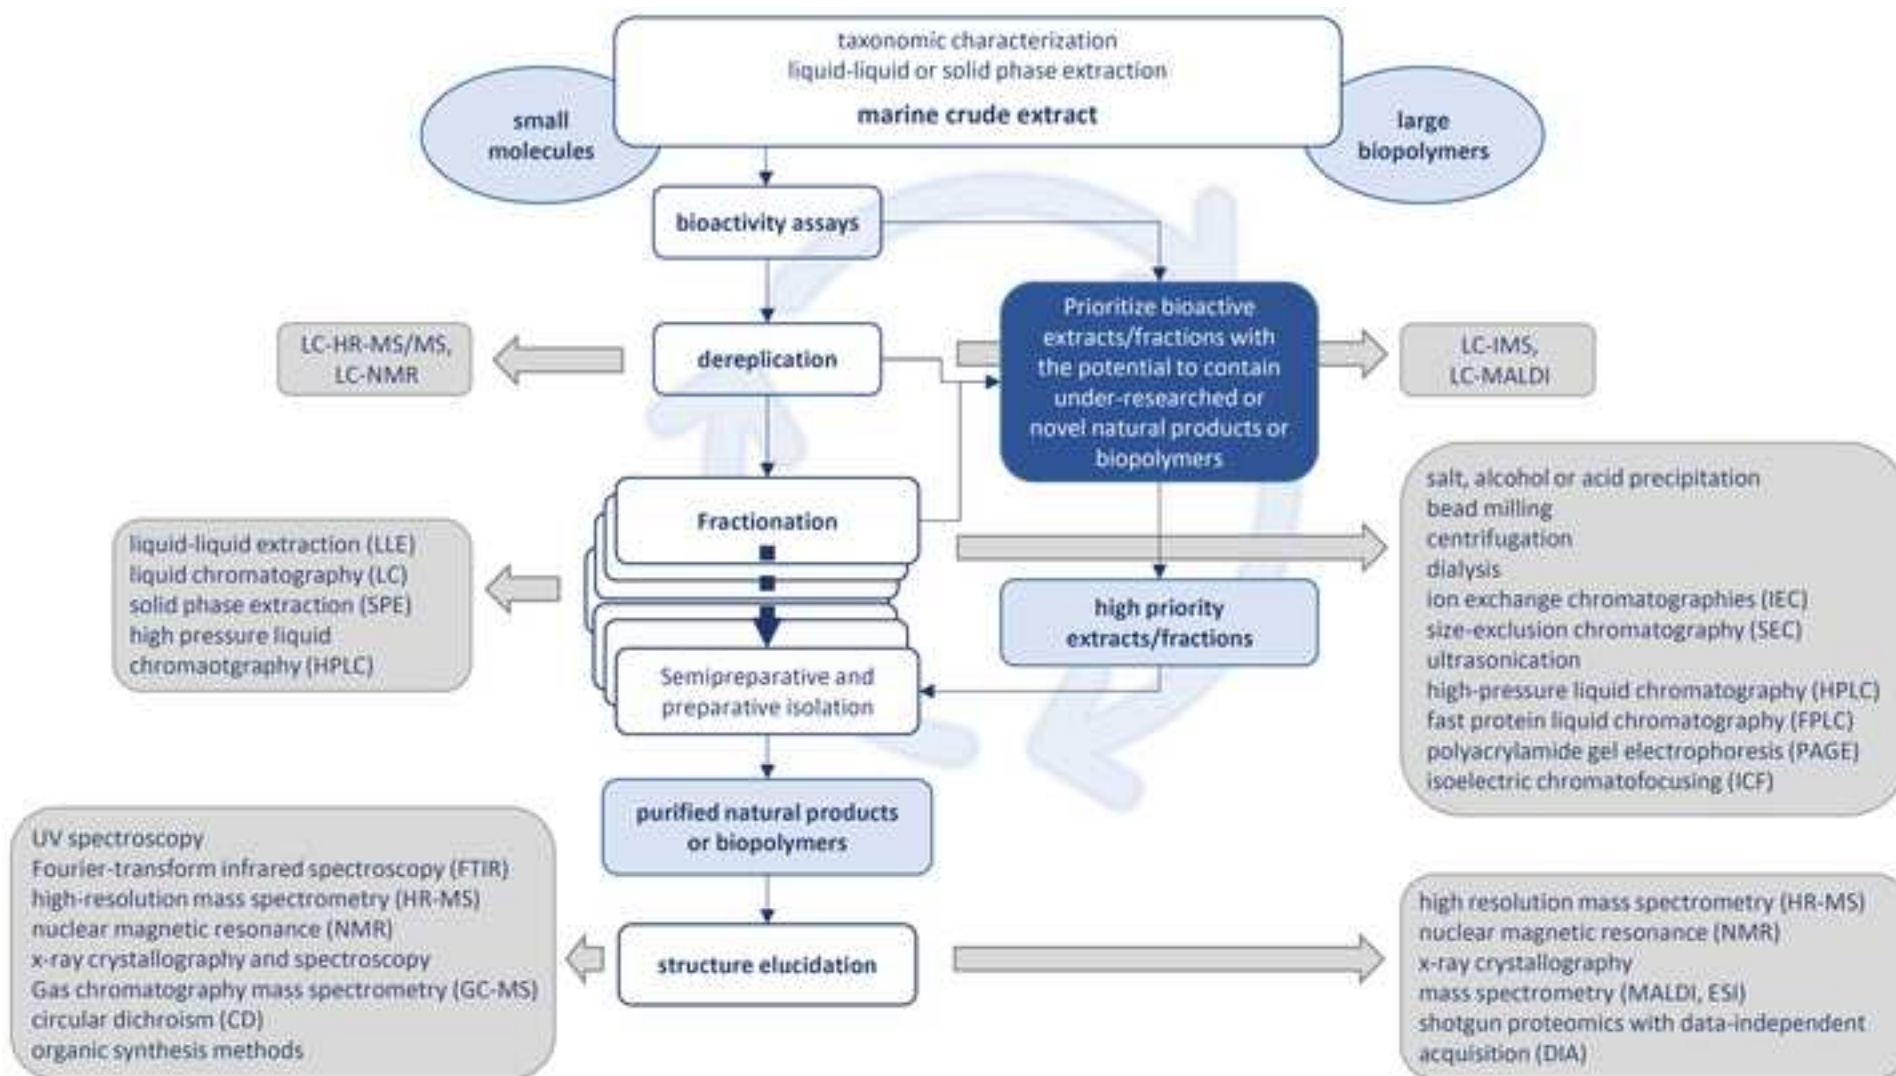 taxonomic characterization
liquid-liquid or solid phase extraction
marine crude extract
small
molecules
large
biopolymers
bioactivity assays
Prioritize bioactive
extracts/fractions with
the potential to contain
under-researched or
novel natural products or
biopolymers
LC-HR-MS/MS,
LC-NMR
dereplication
LC-IMS,
LC-MALDI
Fractionation
liquid-liquid extraction (LLE)
liquid chromatography (LC)
solid phase extraction (SPE)
high pressure liquid
chromaotgraphy (HPLC)
salt, alcohol or acid precipitation
bead milling
centrifugation
dialysis
ion exchange chromatographies (IEC)
size-exclusion chromatography (SEC)
ultrasonication
high-pressure liquid chromatography (HPLC)
fast protein liquid chromatography (FPLC)
polyacrylamide gel electrophoresis (PAGE)
isoelectric chromatofocusing (ICF)
high priority
extracts/fractions
Semipreparative and
preparative isolation
purified natural products
or biopolymers
UV spectroscopy
Fourier-transform infrared spectroscopy (FTIR)
high-resolution mass spectrometry (HR-MS)
nuclear magnetic resonance (NMR)
x-ray crystallography and spectroscopy
Gas chromatography mass spectrometry (GC-MS)
circular dichroism (CD)
organic synthesis methods
structure elucidation
high resolution mass spectrometry (HR-MS)
nuclear magnetic resonance (NMR)
x-ray crystallography
mass spectrometry (MALDI, ESI)
shotgun proteomics with data-independent
acquisition (DIA)